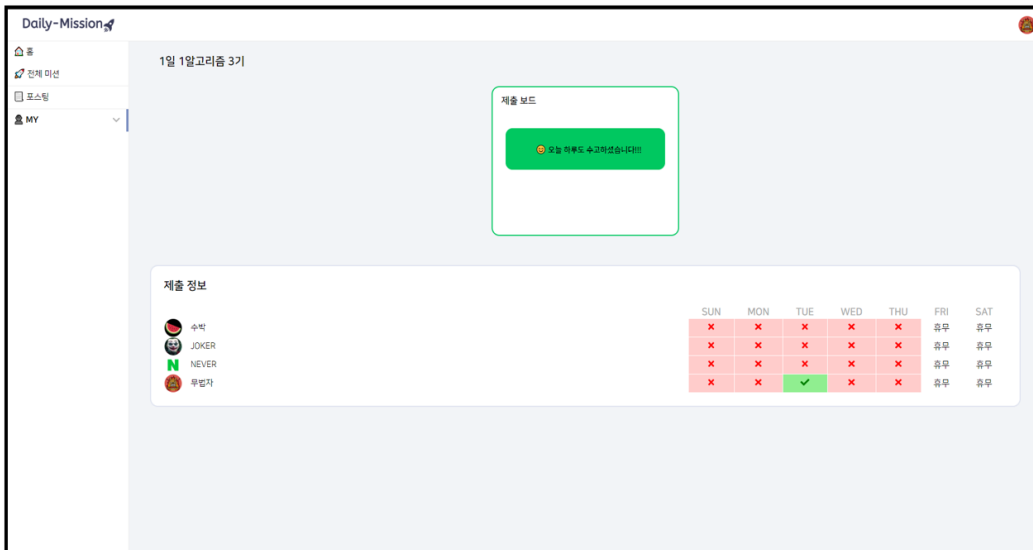 Daily-Mission
홈
전체 미션
포스팅
MY
1일 1알고리즘 3기
제출 보드
오늘 하루도 수고하셨습니다!!!
제출 정보
SUN MON TUE WED THU FRI SAT
수박 휴무 휴무
JOKER 휴무 휴무
N NEVER 휴무 휴무
무법자 휴무 휴무